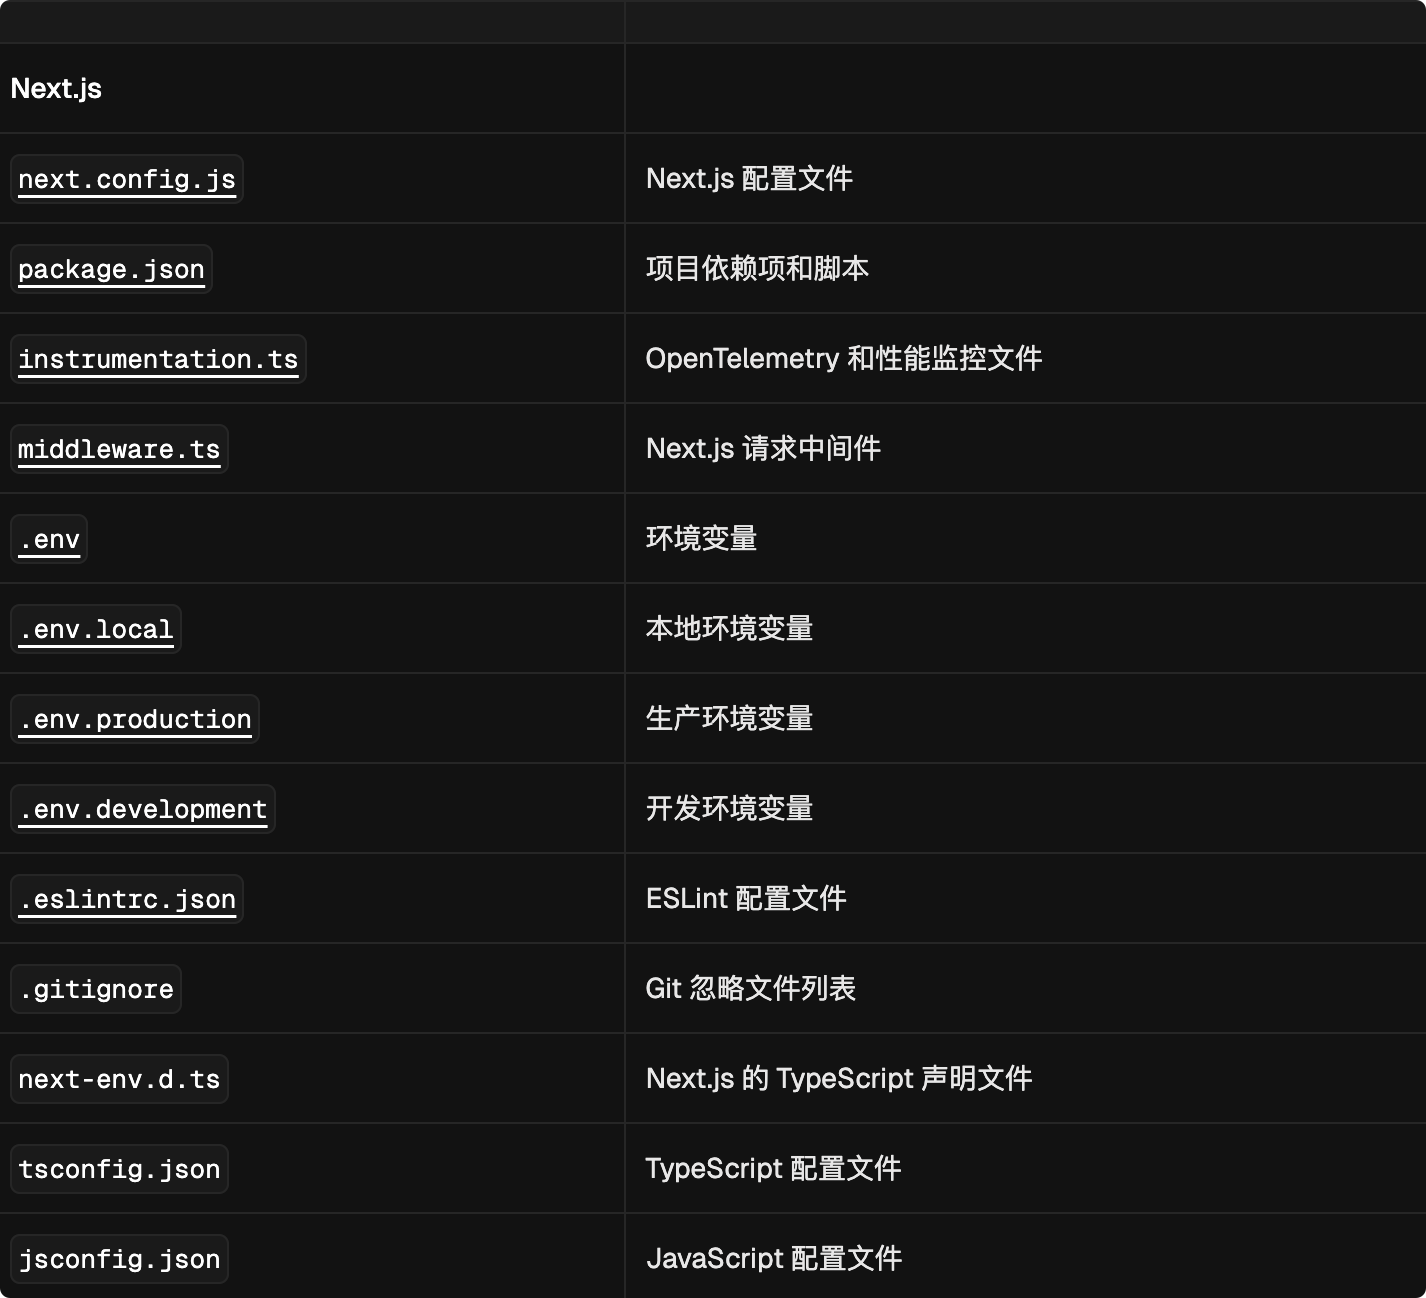 Next.js
next.config.js
Next.js 配置文件
package.json
项目依赖项和脚本
instrumentation.ts
OpenTelemetry 和性能监控文件
middleware.ts
Next.js 请求中间件
.env
环境变量
.env.local
本地环境变量
.env.production
生产环境变量
.env.development
开发环境变量
.eslintrc.json
ESLint 配置文件
.gitignore
Git 忽略文件列表
next-env.d.ts
Next.js 的 TypeScript 声明文件
tsconfig.json
TypeScript 配置文件
jsconfig.json
JavaScript 配置文件